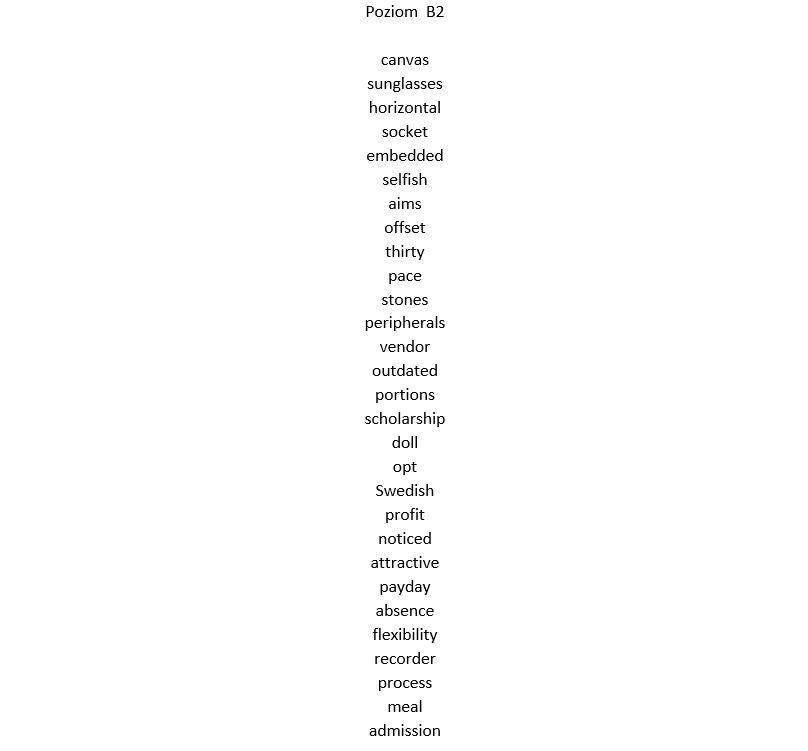 Poziom  B2
canvas
sunglasses
horizontal
socket
embedded
selfish
aims
offset
thirty
pace
stones
peripherals
vendor
outdated
portions
scholarship
doll
opt
Swedish
profit
noticed
attractive
payday
absence
flexibility
recorder
process
meal
admission